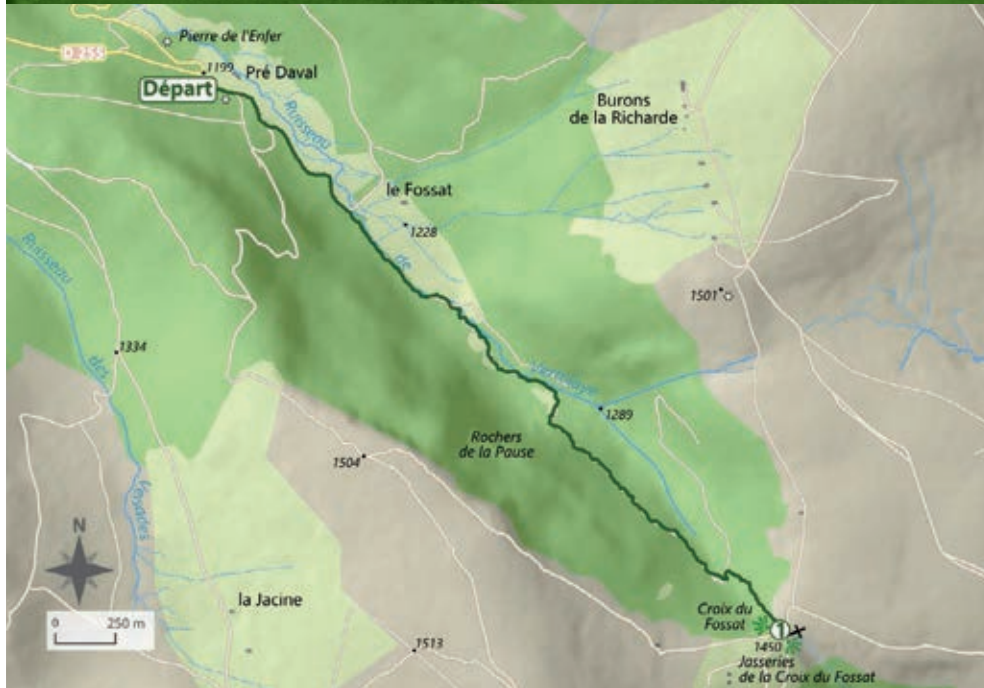 Pierre de l'Enfer
D 255
1199
Pré Daval
Départ
Ruisseau
Burons
de la Richarde
le Fossat
1228
de
Ruisseau
1501
1334
des
Vertolaye
1289
Rochers
de la Pause
1504
Foyades
N
0 250 m
la Jacine
Croix du
Fossat
1
1450
1513
Jasseries
de la Croix du Fossat